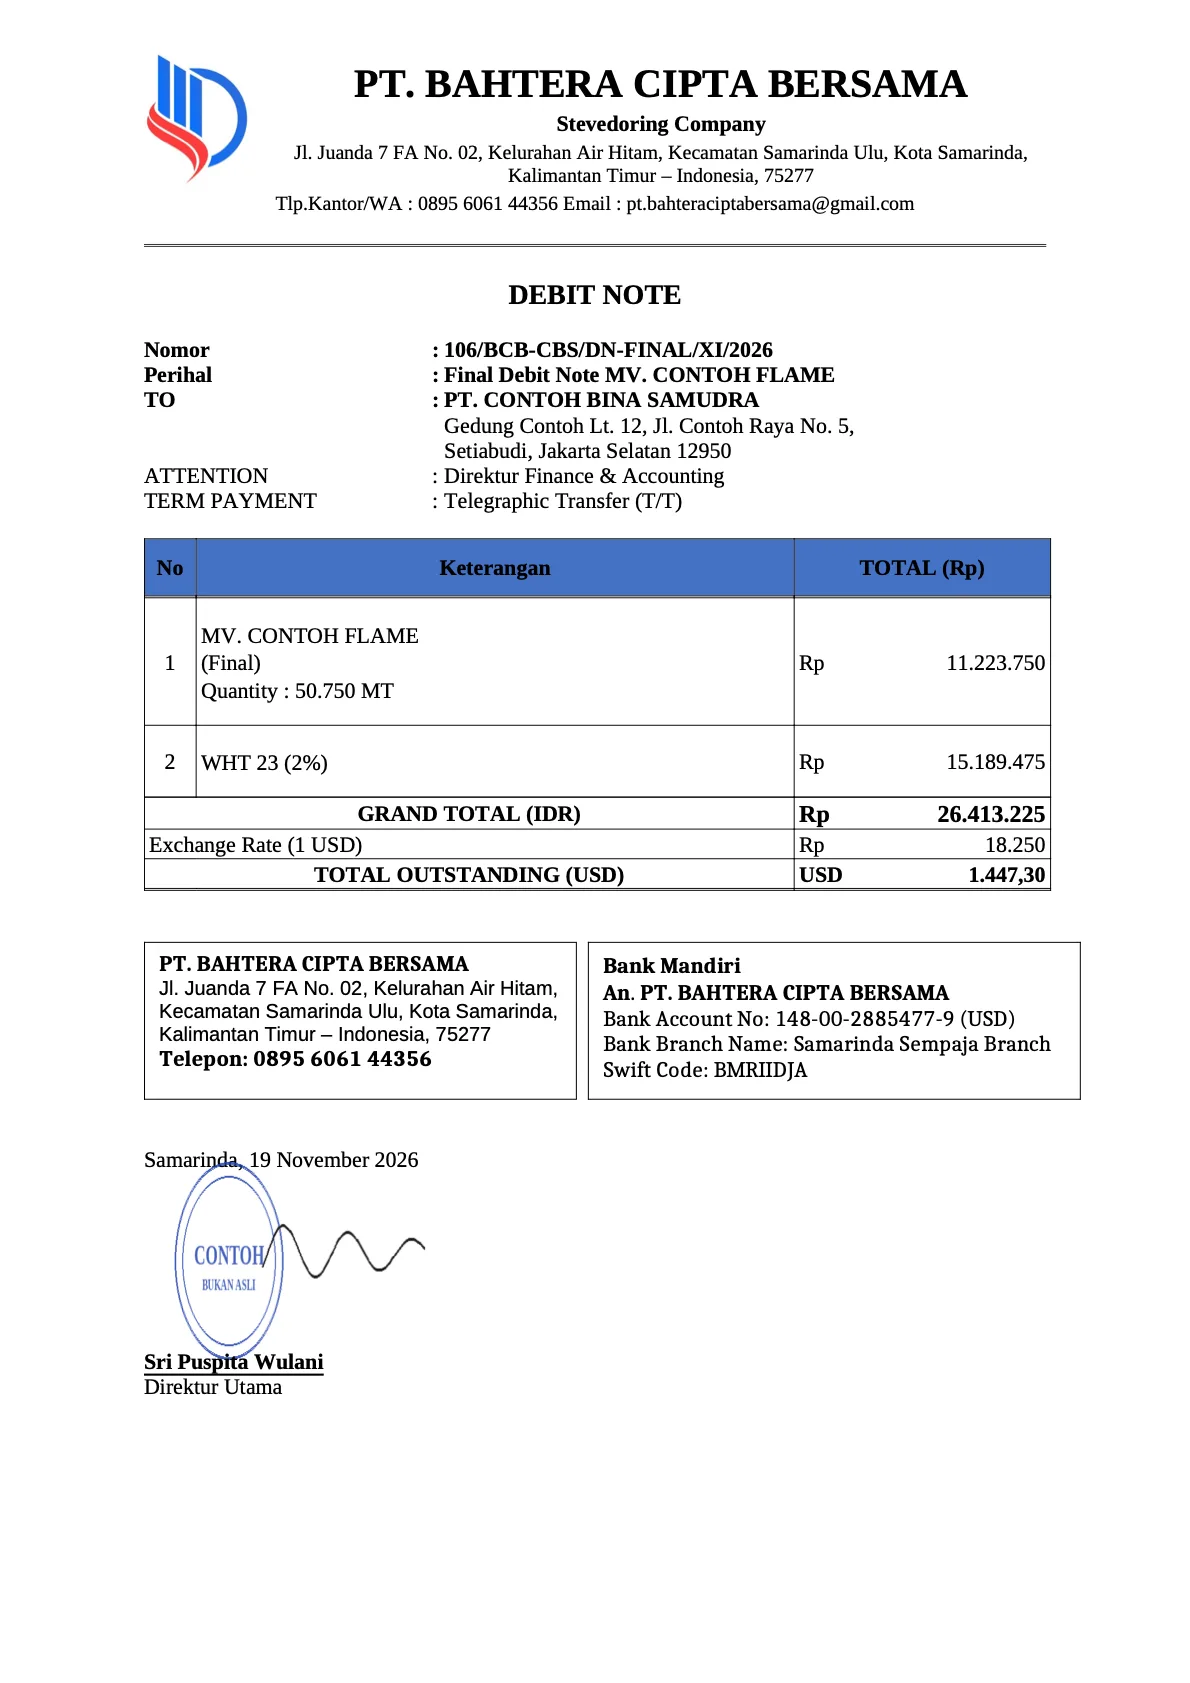 PT. BAHTERA CIPTA BERSAMA
Stevedoring Company
Jl. Juanda 7 FA No. 02, Kelurahan Air Hitam, Kecamatan Samarinda Ulu, Kota Samarinda,
Kalimantan Timur – Indonesia, 75277
Tlp.Kantor/WA : 0895 6061 44356 Email : pt.bahteraciptabersama@gmail.com
DEBIT NOTE
Nomor : 106/BCB-CBS/DN-FINAL/XI/2026
Perihal : Final Debit Note MV. CONTOH FLAME
TO : PT. CONTOH BINA SAMUDRA
Gedung Contoh Lt. 12, Jl. Contoh Raya No. 5,
Setiabudi, Jakarta Selatan 12950
ATTENTION : Direktur Finance & Accounting
TERM PAYMENT : Telegraphic Transfer (T/T)
No Keterangan TOTAL (Rp)
MV. CONTOH FLAME
1 (Final) Rp 11.223.750
Quantity : 50.750 MT
2 WHT 23 (2%) Rp 15.189.475
GRAND TOTAL (IDR) Rp 26.413.225
Exchange Rate (1 USD) Rp 18.250
TOTAL OUTSTANDING (USD) USD 1.447,30
PT. BAHTERA CIPTA BERSAMA
Jl. Juanda 7 FA No. 02, Kelurahan Air Hitam,
Kecamatan Samarinda Ulu, Kota Samarinda,
Kalimantan Timur – Indonesia, 75277
Telepon: 0895 6061 44356
Bank Mandiri
An. PT. BAHTERA CIPTA BERSAMA
Bank Account No: 148-00-2885477-9 (USD)
Bank Branch Name: Samarinda Sempaja Branch
Swift Code: BMRIIDJA
Samarinda, 19 November 2026
CONTOH
BUKAN ASLI
Sri Puspita Wulani
Direktur Utama